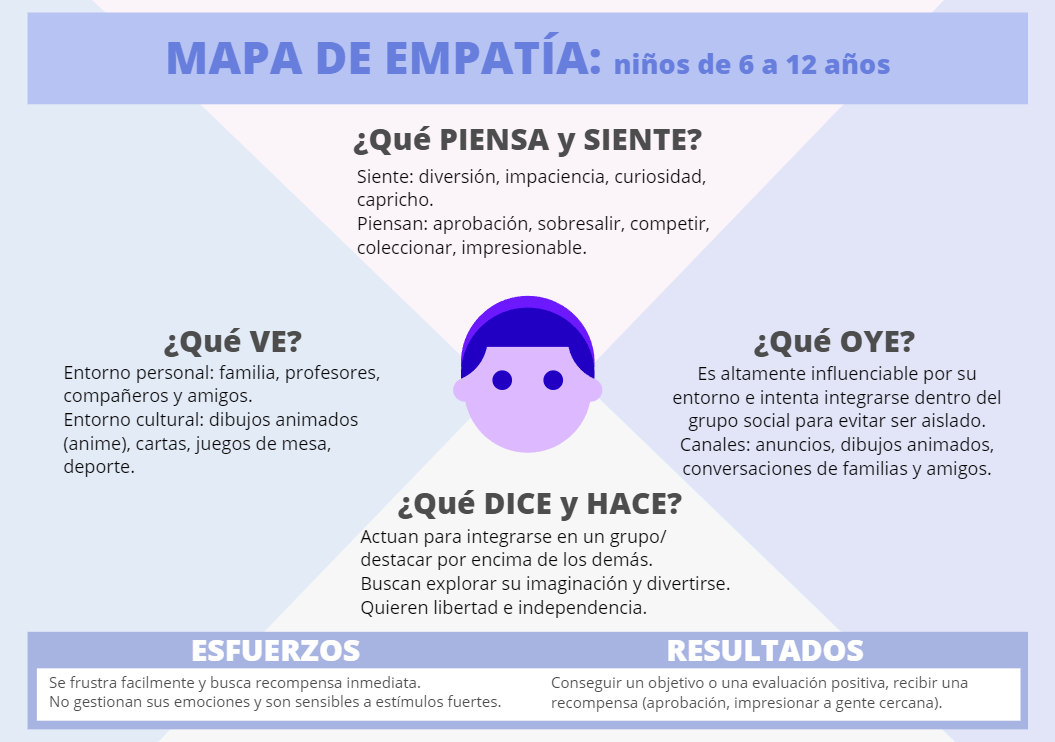 MAPA DE EMPATÍA: niños de 6 a 12 años
¿Qué PIENSA y SIENTE?
Siente: diversión, impaciencia, curiosidad,
capricho.
Piensan: aprobación, sobresalir, competir,
coleccionar, impresionable.
¿Qué VE?
Entorno personal: familia, profesores,
compañeros y amigos.
Entorno cultural: dibujos animados
(anime), cartas, juegos de mesa,
deporte.
¿Qué OYE?
Es altamente influenciable por su
entorno e intenta integrarse dentro del
grupo social para evitar ser aislado.
Canales: anuncios, dibujos animados,
conversaciones de familias y amigos.
¿Qué DICE y HACE?
Actuan para integrarse en un grupo/
destacar por encima de los demás.
Buscan explorar su imaginación y divertirse.
Quieren libertad e independencia.
ESFUERZOS
Se frustra facilmente y busca recompensa inmediata.
No gestionan sus emociones y son sensibles a estímulos fuertes.
RESULTADOS
Conseguir un objetivo o una evaluación positiva, recibir una
recompensa (aprobación, impresionar a gente cercana).